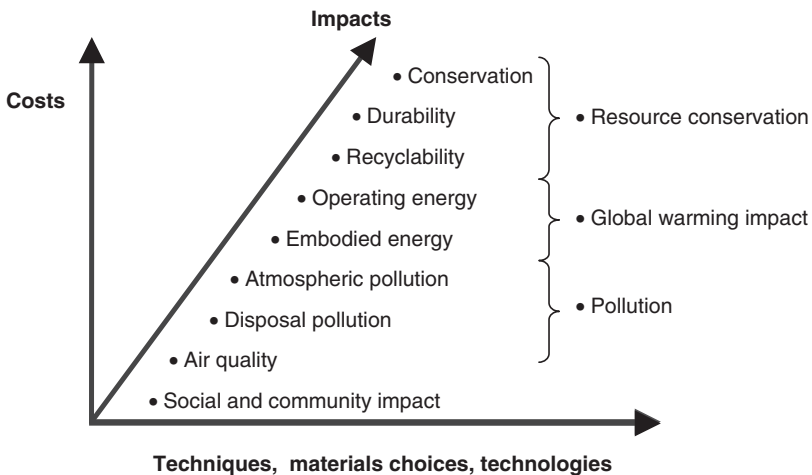 Impacts
Costs
• Conservation
• Durability
• Resource conservation
• Recyclability
• Operating energy
• Global warming impact
• Embodied energy
• Atmospheric pollution
• Pollution
• Disposal pollution
• Air quality
• Social and community impact
Techniques, materials choices, technologies